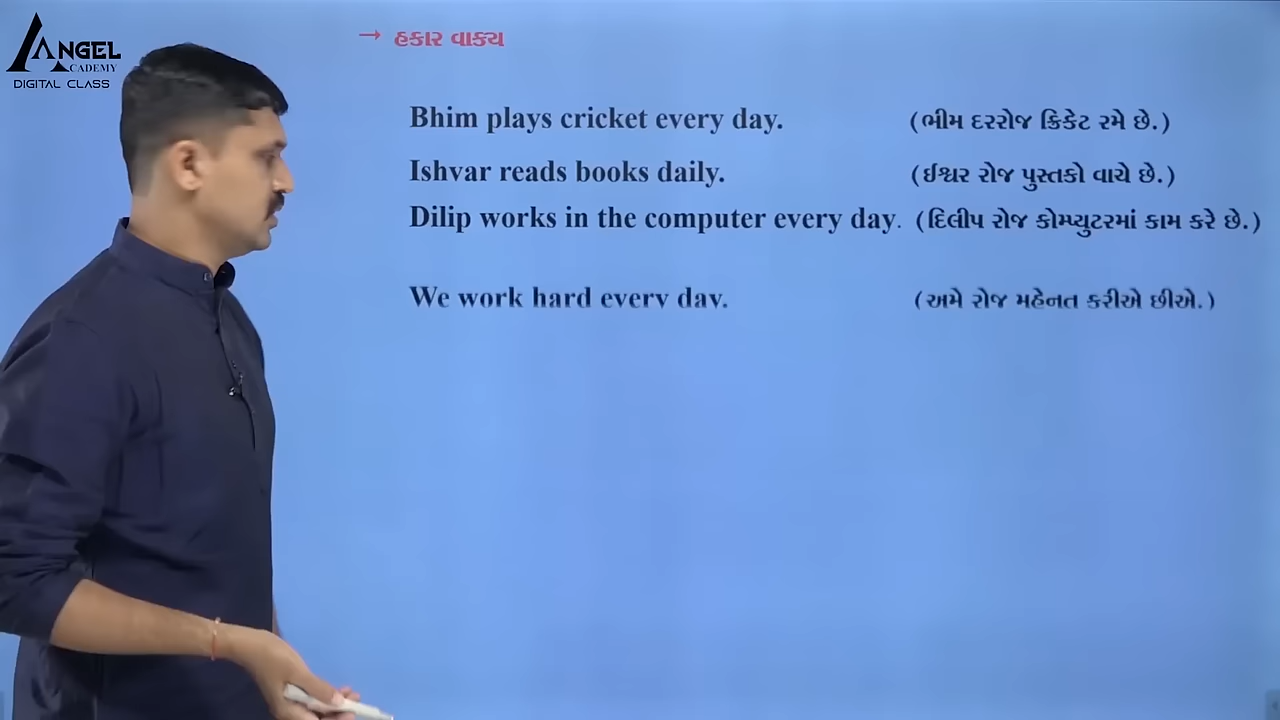 ANGEL
ACADEMY
DIGITAL CLASS
→ હકાર વાક્ય
Bhim plays cricket every day. (ભીમ દરરોજ ક્રિકેટ રમે છે.)
Ishvar reads books daily. (ઈશ્વર રોજ પુસ્તકો વાચે છે.)
Dilip works in the computer every day. (દિલીપ રોજ કોમ્પ્યુટરમાં કામ કરે છે.)
We work hard every day. (અમે રોજ મહેનત કરીએ છીએ.)